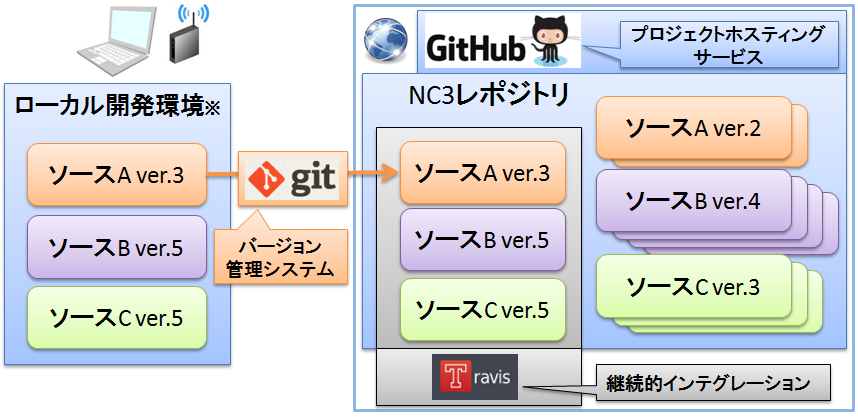 GitHub
プロジェクトホスティング
サービス
ローカル開発環境※
ソースA ver.3
ソースB ver.5
ソースC ver.5
git
バージョン
管理システム
NC3レポジトリ
ソースA ver.3
ソースB ver.5
ソースC ver.5
ソースA ver.2
ソースB ver.4
ソースC ver.3
Travis
継続的インテグレーション